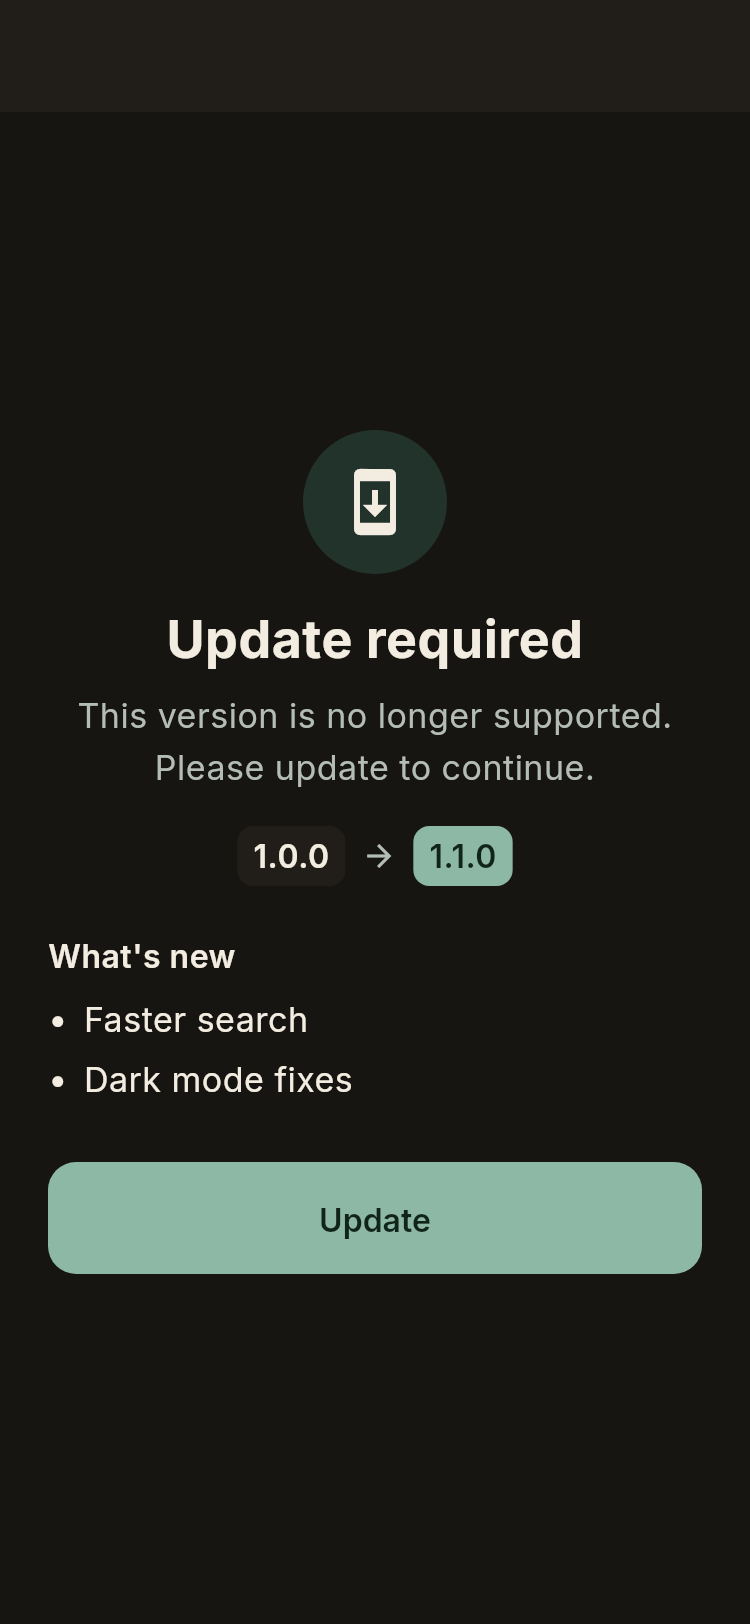 Update required
This version is no longer supported.
Please update to continue.
1.0.0 → 1.1.0
What's new
• Faster search
• Dark mode fixes
Update